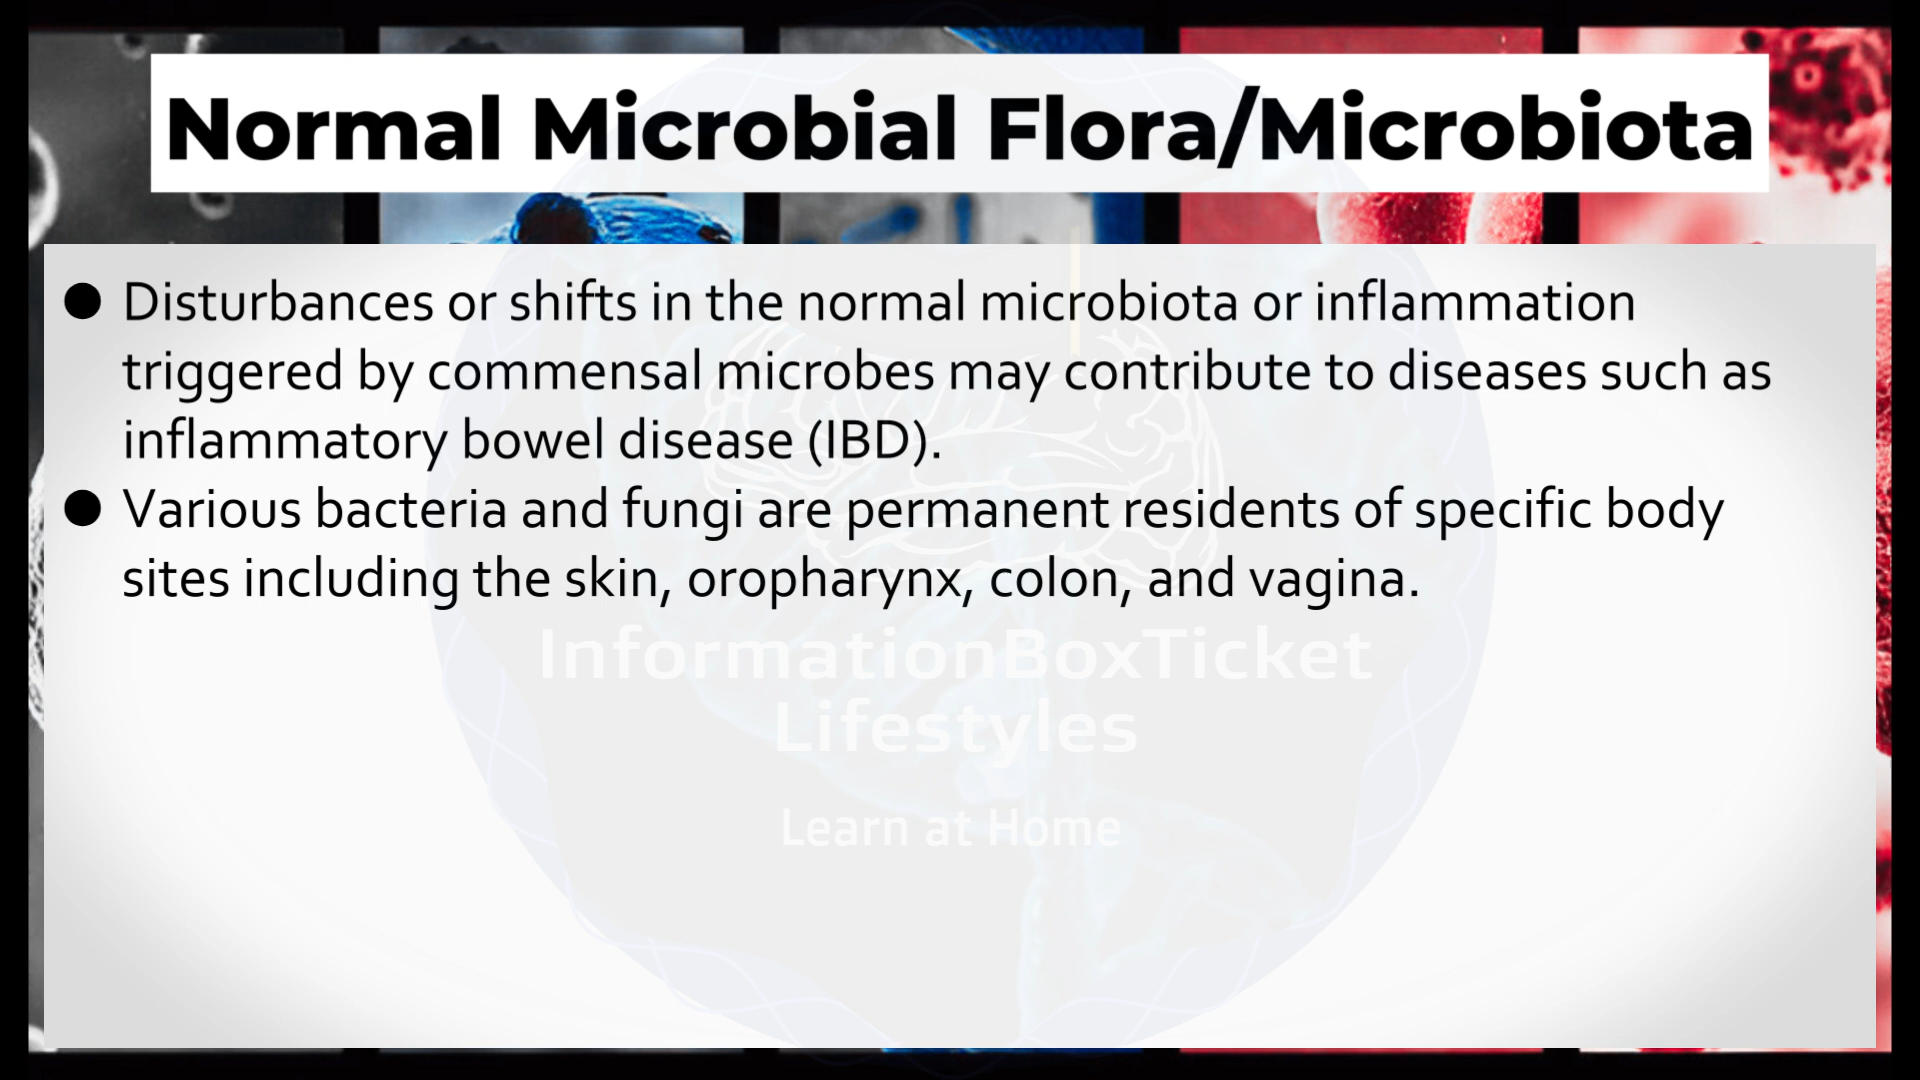 Normal Microbial Flora/Microbiota
● Disturbances or shifts in the normal microbiota or inflammation
triggered by commensal microbes may contribute to diseases such as
inflammatory bowel disease (IBD).
● Various bacteria and fungi are permanent residents of specific body
sites including the skin, oropharynx, colon, and vagina.
InformationBoxTicket
Lifestyles
Learn at Home